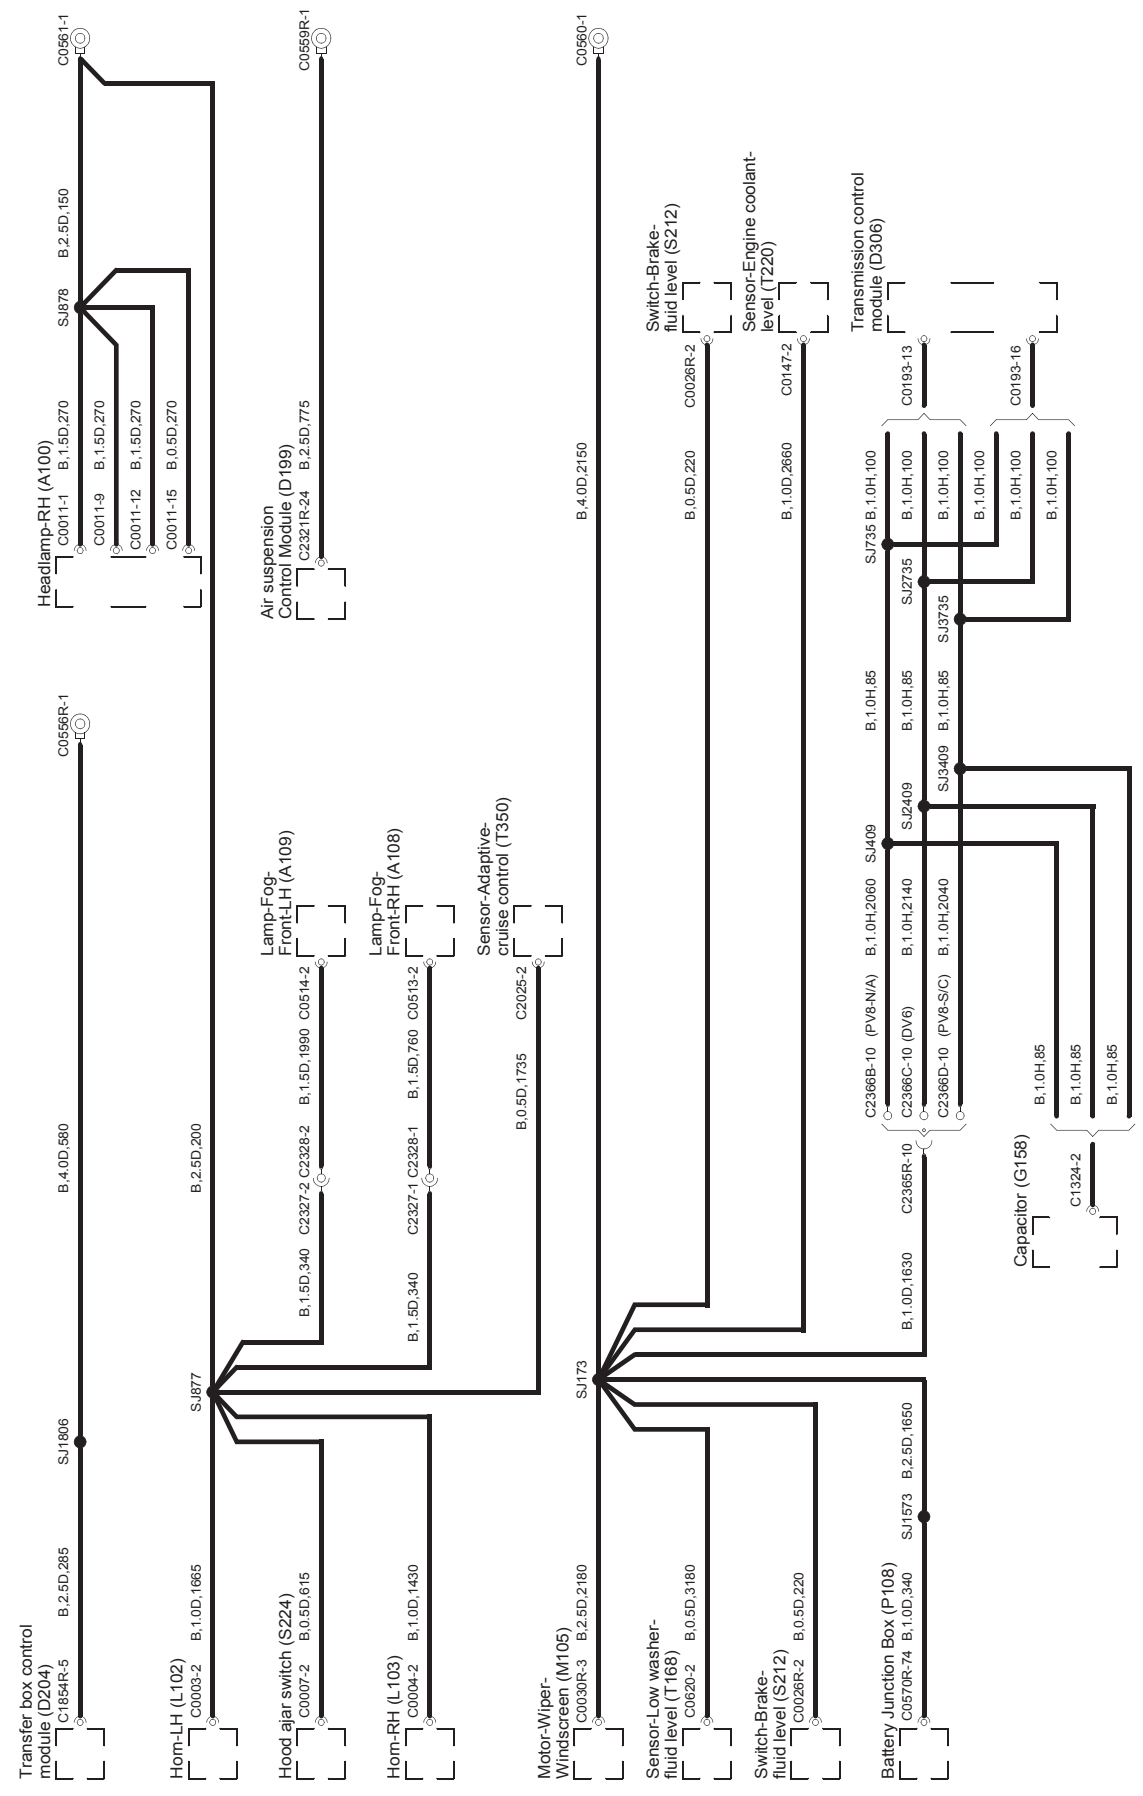 Transfer box control
module (D204)
C1854R-5
B,2.5D,285
SJ1806
B,4.0D,580
C0556R-1
Headlamp-RH (A100)
C0011-1
B,1.5D,270
C0011-9
B,1.5D,270
C0011-12
B,1.5D,270
C0011-15
B,0.5D,270
SJ878
B,2.5D,150
C0561-1
Horn-LH (L102)
C0003-2
B,1.0D,1665
SJ877
B,2.5D,200
Hood ajar switch (S224)
C0007-2
B,0.5D,615
B,1.5D,340
C2327-2
C2328-2
B,1.5D,1990
C0514-2
Lamp-Fog-
Front-LH (A109)
Air suspension
Control Module (D199)
C2321R-24
B,2.5D,775
C0559R-1
Horn-RH (L103)
C0004-2
B,1.0D,1430
B,1.5D,340
C2327-1
C2328-1
B,1.5D,760
C0513-2
Lamp-Fog-
Front-RH (A108)
B,0.5D,1735
C2025-2
Sensor-Adaptive-
cruise control (T350)
Motor-Wiper-
Windscreen (M105)
C0030R-3
B,2.5D,2180
SJ173
B,4.0D,2150
C0560-1
Sensor-Low washer-
fluid level (T168)
C0620-2
B,0.5D,3180
B,0.5D,220
C0026R-2
Switch-Brake-
fluid level (S212)
Switch-Brake-
fluid level (S212)
C0026R-2
B,0.5D,220
B,1.0D,2660
C0147-2
Sensor-Engine coolant-
level (T220)
Battery Junction Box (P108)
C0570R-74
B,1.0D,340
SJ1573
B,2.5D,1650
B,1.0D,1630
C2365R-10
C2366B-10 (PV8-N/A)
B,1.0H,2060
SJ409
B,1.0H,85
SJ735
B,1.0H,100
C2366C-10 (DV6)
B,1.0H,2140
SJ2409
B,1.0H,85
SJ2735
B,1.0H,100
C2366D-10 (PV8-S/C)
B,1.0H,2040
SJ3409
B,1.0H,85
SJ3735
B,1.0H,100
B,1.0H,100
B,1.0H,100
B,1.0H,100
C0193-13
C0193-16
Transmission control
module (D306)
Capacitor (G158)
C1324-2
B,1.0H,85
B,1.0H,85
B,1.0H,85